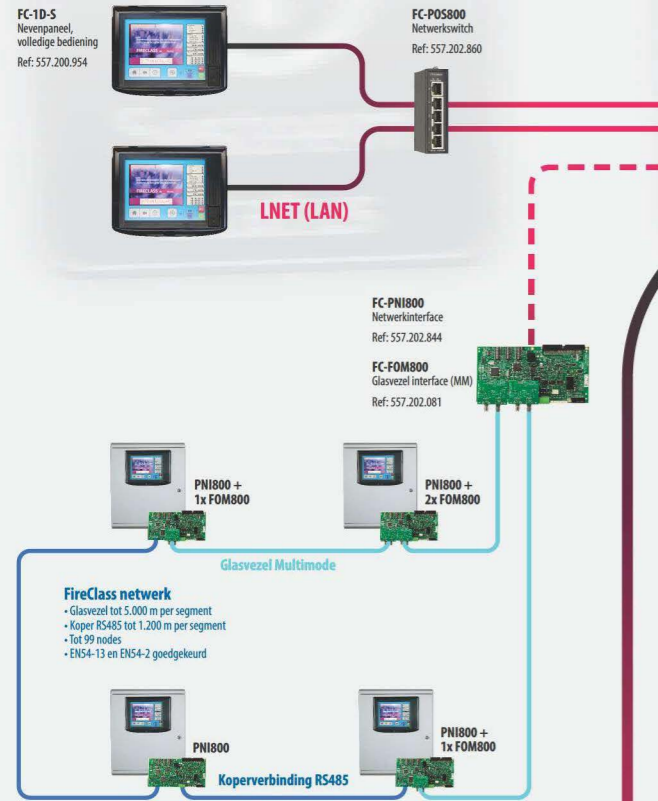 FC-1D-S
Nevenpaneel,
volledige bediening
Ref: 557.200.954
FC-POS800
Netwerkswitch
Ref: 557.202.860
FIRECLASS
LNET (LAN)
FC-PNI800
Netwerkinterface
Ref: 557.202.844
FC-FOM800
Glasvezel interface (MM)
Ref: 557.202.081
PNI800 +
1x FOM800
PNI800 +
2x FOM800
Glasvezel Multimode
FireClass netwerk
• Glasvezel tot 5.000 m per segment
• Koper RS485 tot 1.200 m per segment
• Tot 99 nodes
• EN54-13 en EN54-2 goedgekeurd
PNI800
PNI800 +
1x FOM800
Koperverbinding RS485